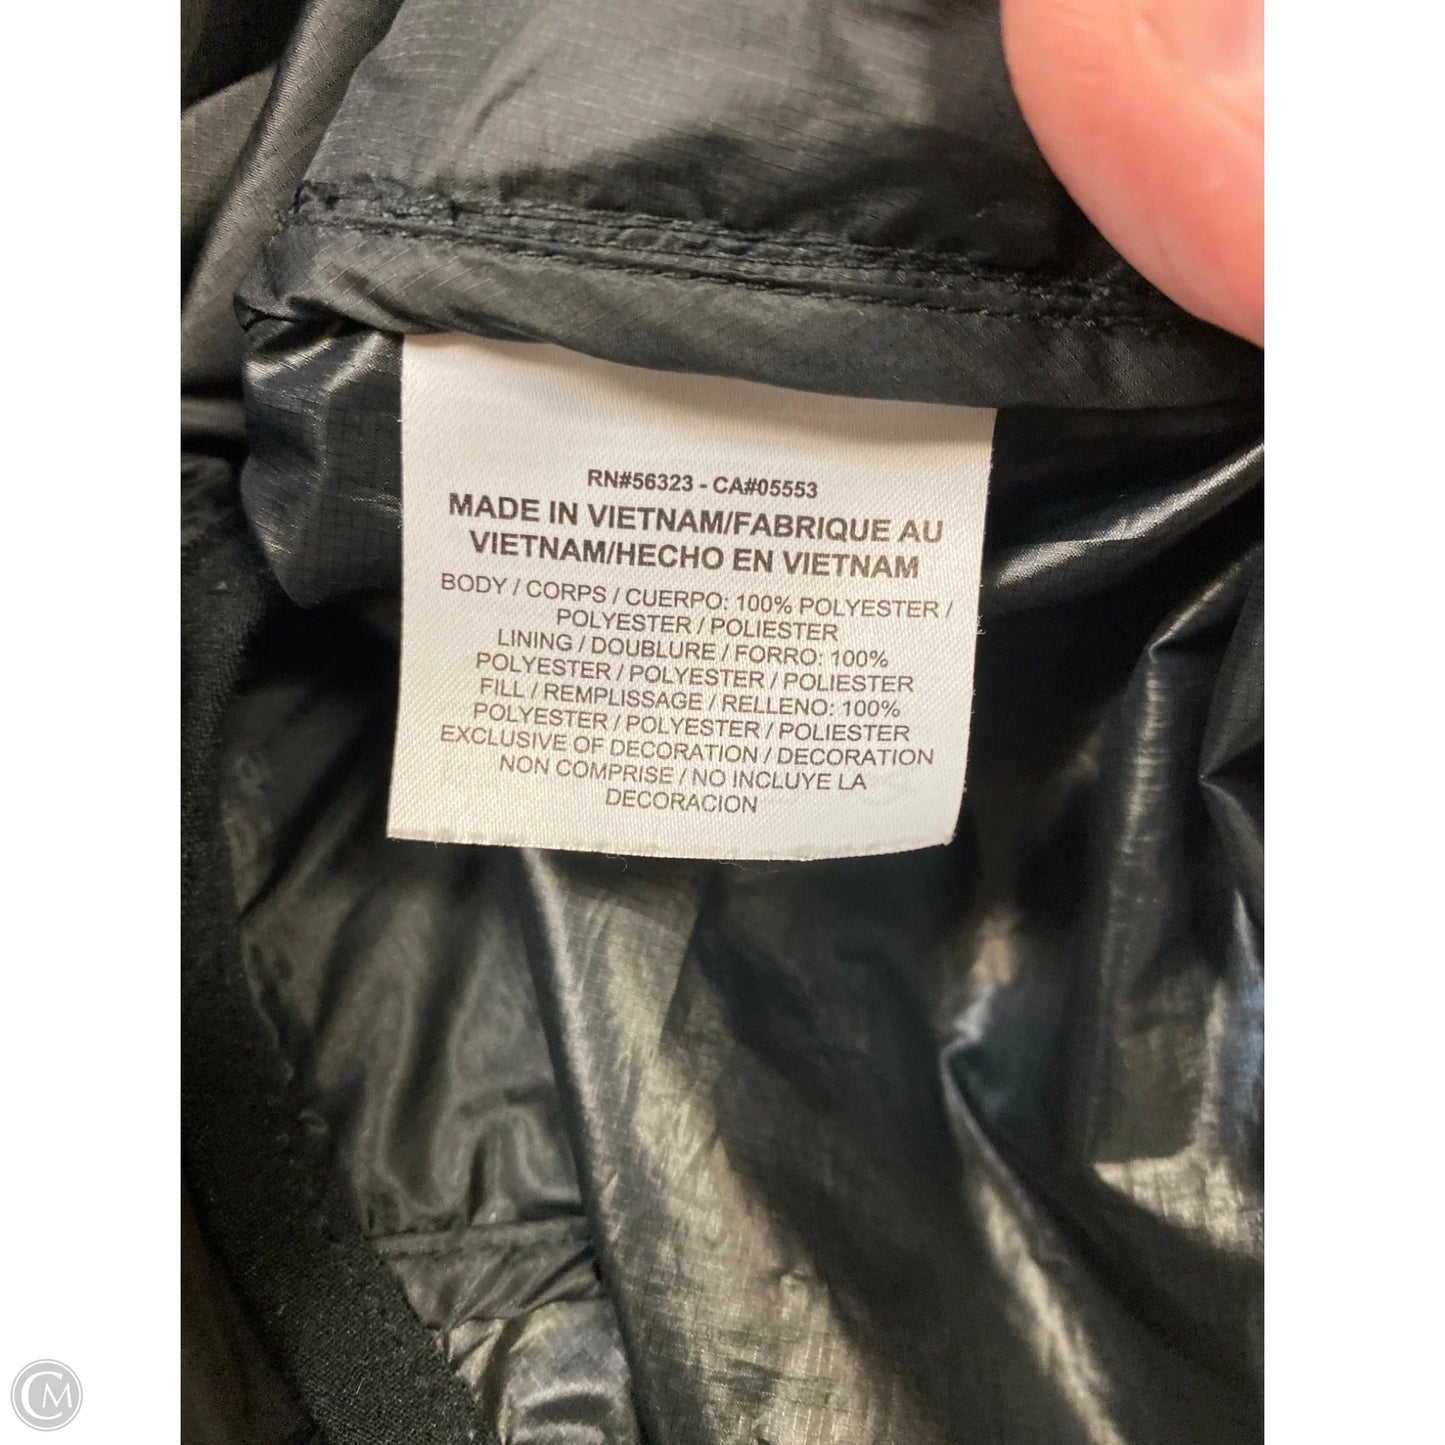 RN#56323 - CA#05553
MADE IN VIETNAM/FABRIQUE AU
VIETNAM/HECHO EN VIETNAM
BODY / CORPS / CUERPO: 100% POLYESTER /
POLYESTER / POLIESTER
LINING / DOUBLURE / FORRO: 100%
POLYESTER / POLYESTER / POLIESTER
FILL / REMPLISSAGE / RELLENO: 100%
POLYESTER / POLYESTER / POLIESTER
EXCLUSIVE OF DECORATION / DECORATION
NON COMPRISE / NO INCLUYE LA
DECORACION
CM